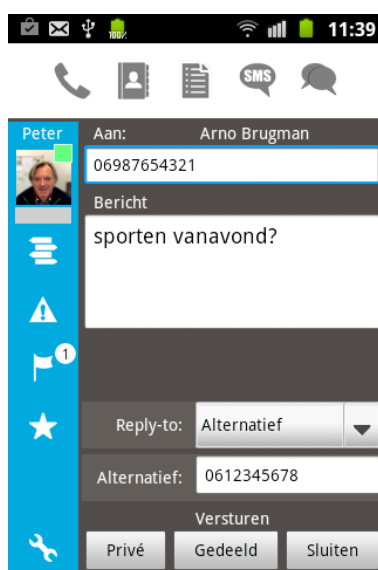 100%
11:39
SMS
Peter
Aan: Arno Brugman
06987654321
Bericht
sporten vanavond?
1
Reply-to: Alternatief
Alternatief: 0612345678
Versturen
Privé Gedeeld Sluiten